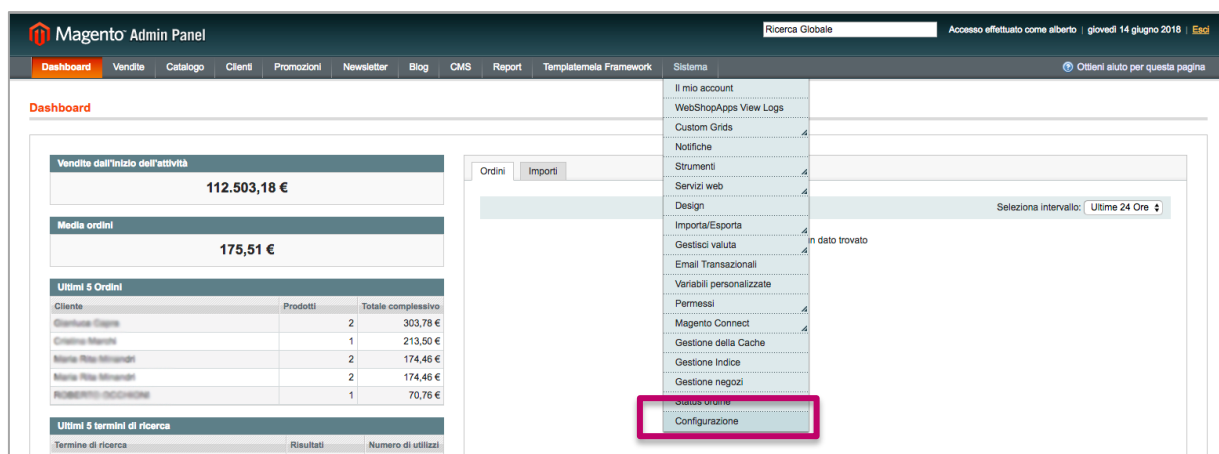 Magento Admin Panel
Ricerca Globale
Accesso effettuato come alberto | giovedì 14 giugno 2018 | Esci
Dashboard Vendite Catalogo Clienti Promozioni Newsletter Blog CMS Report Templatemela Framework Sistema
Ottieni aiuto per questa pagina
Il mio account
WebShopApps View Logs
Custom Grids
Notifiche
Strumenti
Servizi web
Design
Importa/Esporta
Gestisci valuta
Email Transazionali
Variabili personalizzate
Permessi
Magento Connect
Gestione della Cache
Gestione Indice
Gestione negozi
Status ordine
Configurazione
Dashboard
Vendite dall'inizio dell'attività
112.503,18 €
Media ordini
175,51 €
Ultimi 5 Ordini
Cliente Prodotti Totale complessivo
2 303,78 €
1 213,50 €
2 174,46 €
2 174,46 €
1 70,76 €
Ultimi 5 termini di ricerca
Termine di ricerca Risultati Numero di utilizzi
Ordini Importi
Seleziona intervallo: Ultime 24 Ore
n dato trovato